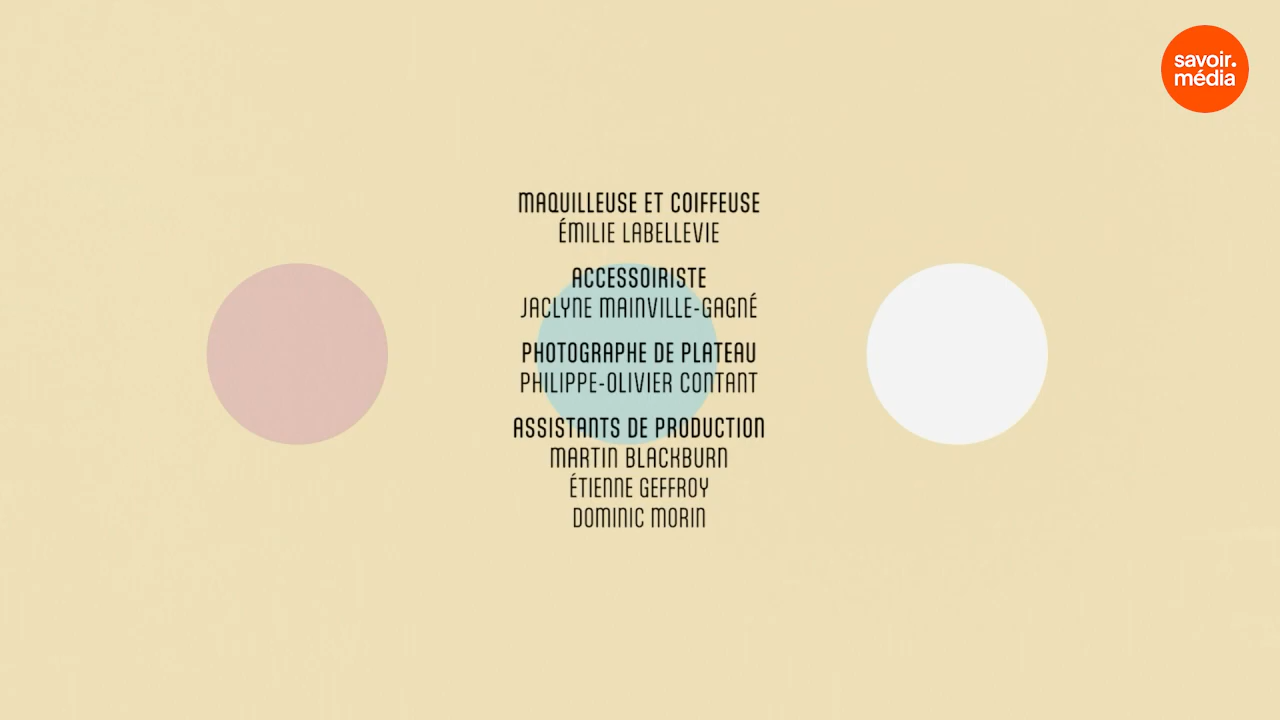 savoir.
média
MAQUILLEUSE ET COIFFEUSE
ÉMILIE LABELLEVIE
ACCESSOIRISTE
JACLYNE MAINVILLE-GAGNÉ
PHOTOGRAPHE DE PLATEAU
PHILIPPE-OLIVIER CONTANT
ASSISTANTS DE PRODUCTION
MARTIN BLACKBURN
ÉTIENNE GEFFROY
DOMINIC MORIN